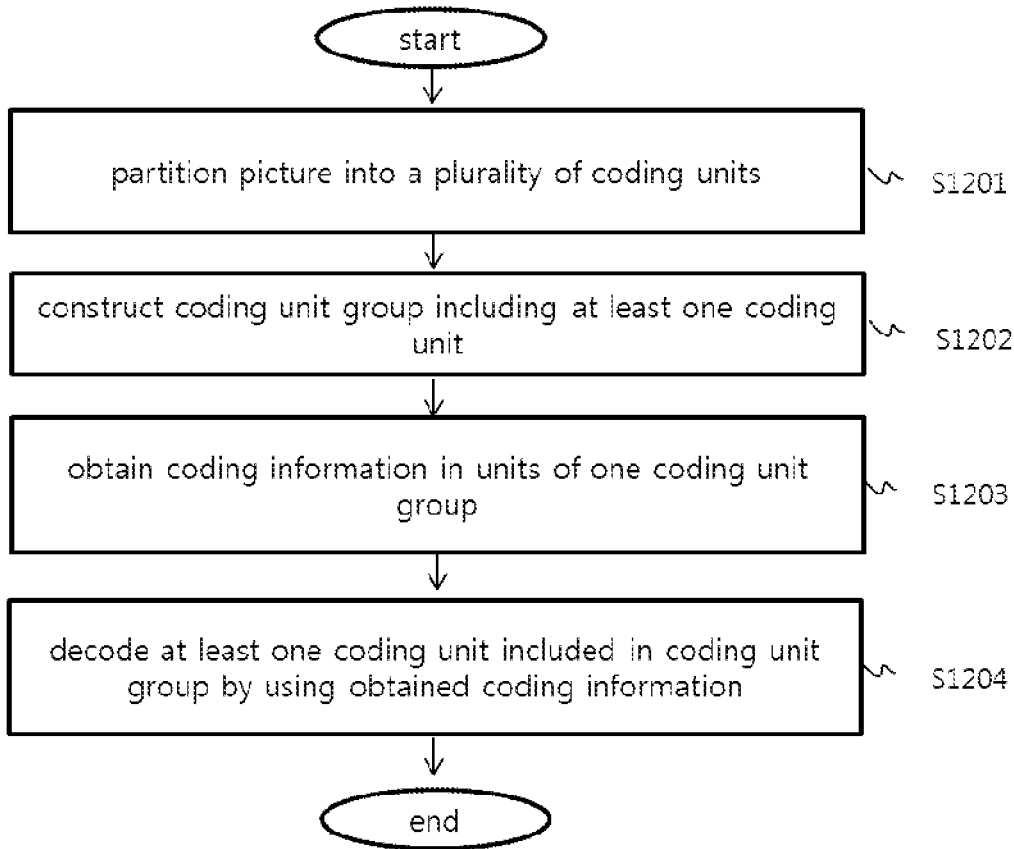 start
partition picture into a plurality of coding units
S1201
construct coding unit group including at least one coding
unit
S1202
obtain coding information in units of one coding unit
group
S1203
decode at least one coding unit included in coding unit
group by using obtained coding information
S1204
end